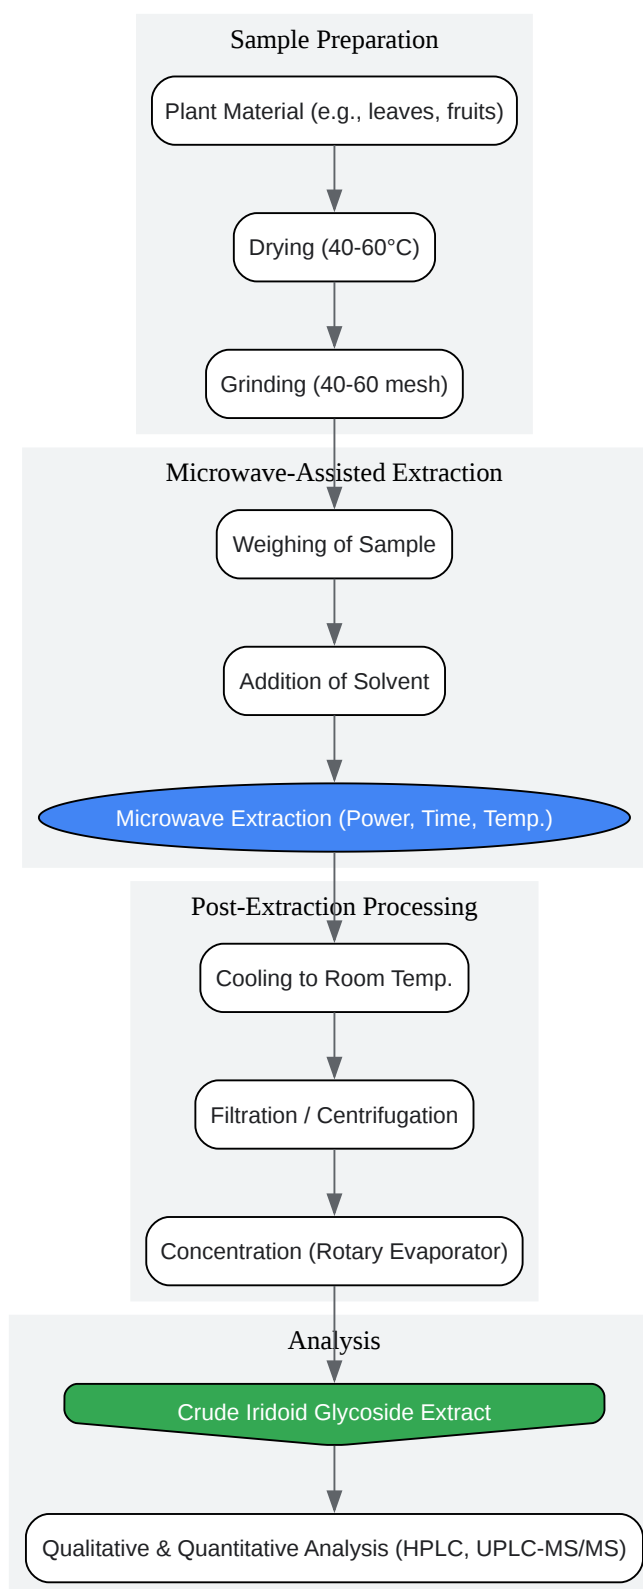 Sample Preparation
Plant Material (e.g., leaves, fruits)
Drying (40-60°C)
Grinding (40-60 mesh)
Microwave-Assisted Extraction
Weighing of Sample
Addition of Solvent
Microwave Extraction (Power, Time, Temp.)
Post-Extraction Processing
Cooling to Room Temp.
Filtration / Centrifugation
Concentration (Rotary Evaporator)
Analysis
Crude Iridoid Glycoside Extract
Qualitative & Quantitative Analysis (HPLC, UPLC-MS/MS)